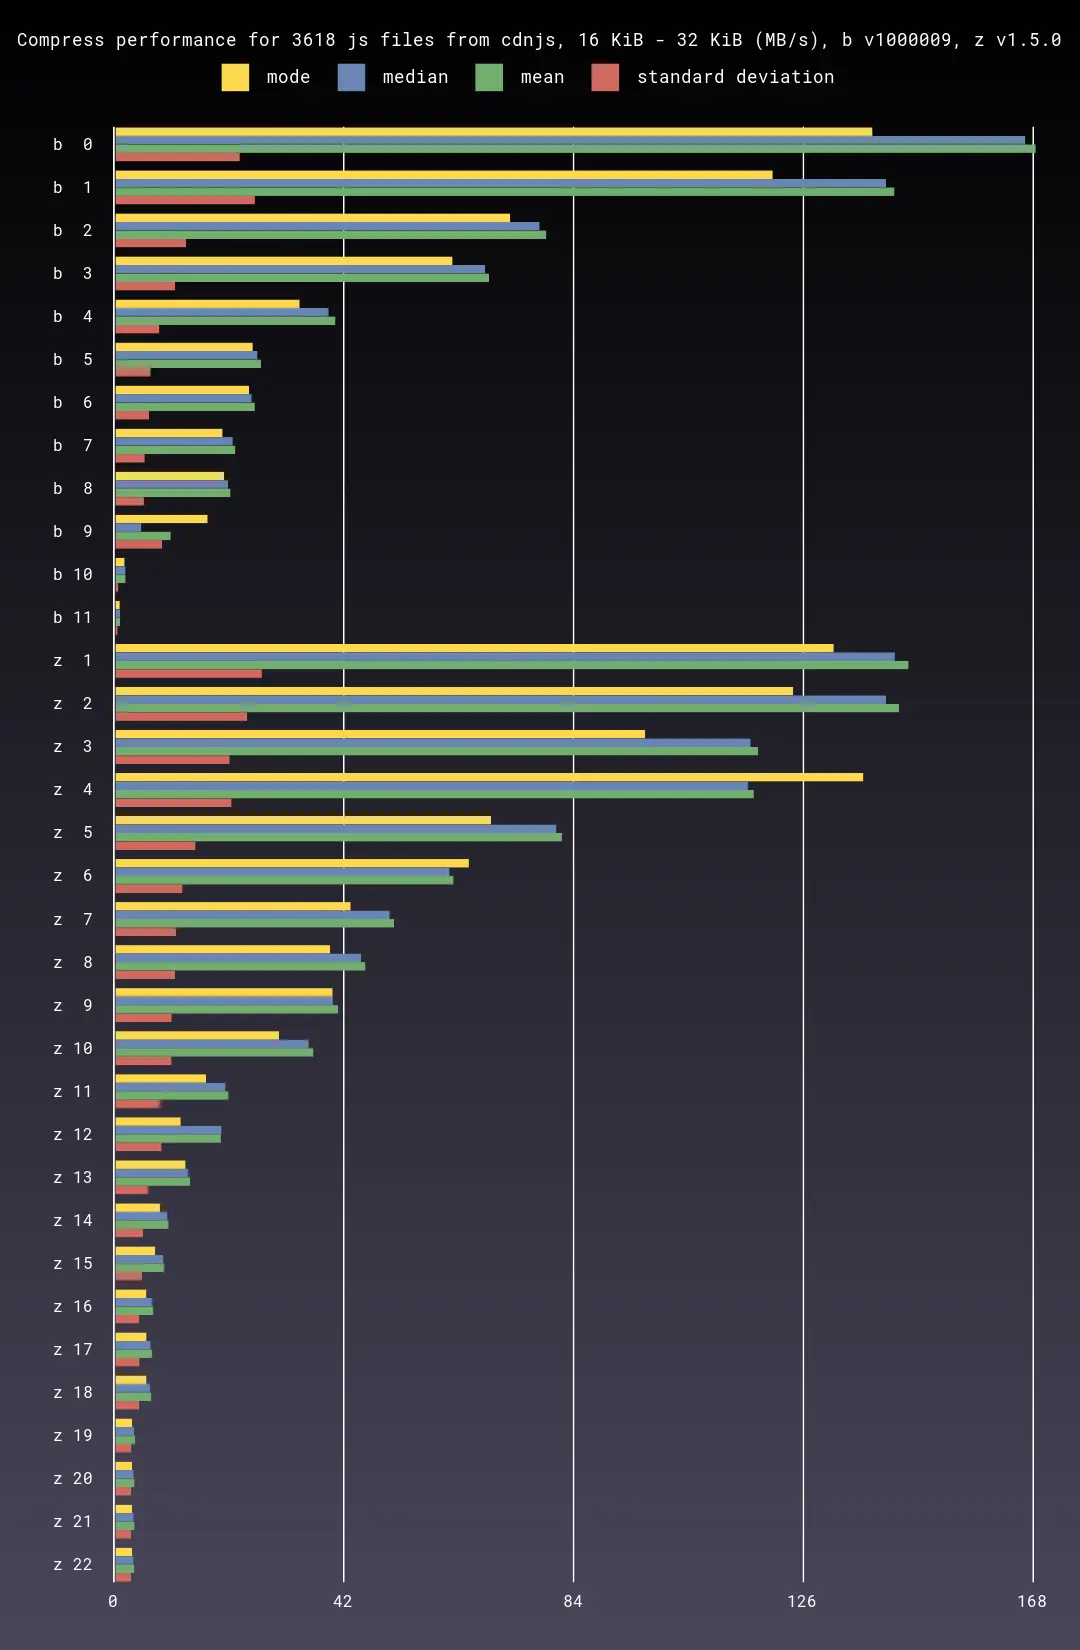 Compress performance for 3618 js files from cdnjs, 16 KiB - 32 KiB (MB/s), b v1000009, z v1.5.0
mode median mean standard deviation
b 0
b 1
b 2
b 3
b 4
b 5
b 6
b 7
b 8
b 9
b 10
b 11
z 1
z 2
z 3
z 4
z 5
z 6
z 7
z 8
z 9
z 10
z 11
z 12
z 13
z 14
z 15
z 16
z 17
z 18
z 19
z 20
z 21
z 22
0 42 84 126 168